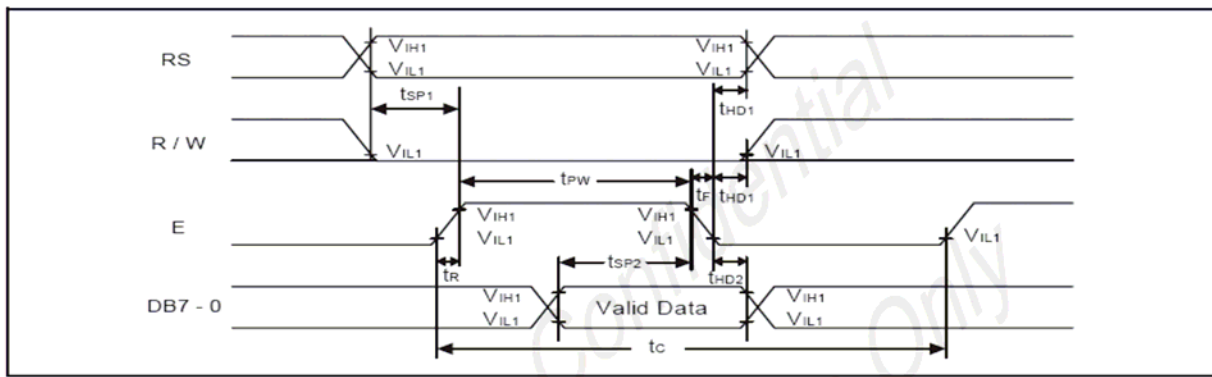 RS
VIH1
VIL1
VIH1
VIL1
tSP1
tHD1
R / W
VIL1
VIL1
tPW
tF
tHD1
E
VIH1
VIL1
VIH1
VIL1
VIL1
tR
tSP2
tHD2
DB7 - 0
VIH1
VIL1
Valid Data
VIH1
VIL1
tC
Confidential
Only